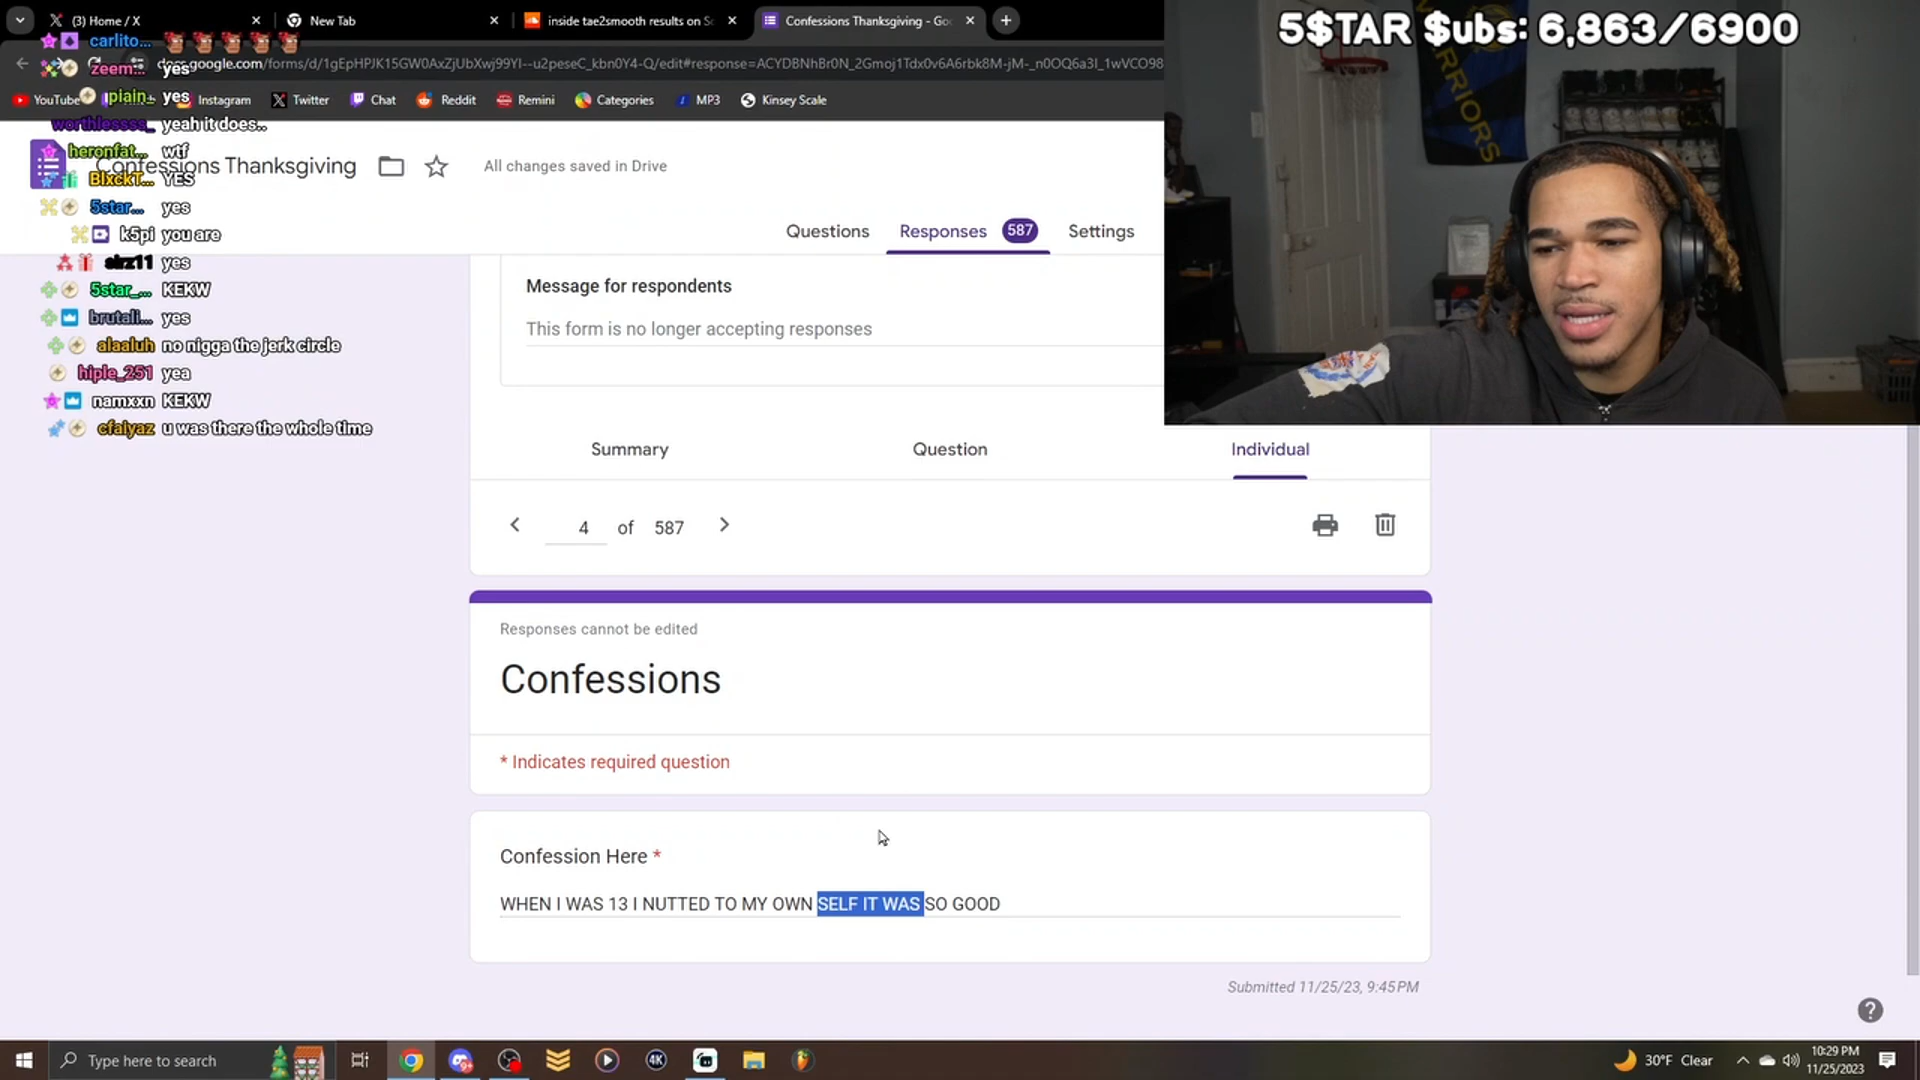 (3) Home / X
New Tab
inside tae2smooth results on So
Confessions Thanksgiving - Goo
5$TAR $ubs: 6,863/6900
docs.google.com/forms/d/1gEpHPJK15GW0AxZjUbXwj99YI--u2peseC_kbn0Y4-Q/edit#response=ACYDBNhBr0N_2Gmoj1Tdx0v6A6rbk8M-jM-_n0OQ6a3I_1wVCO98
YouTube
Instagram
Twitter
Chat
Reddit
Remini
Categories
MP3
Kinsey Scale
carlito...
zeem... yes
plain... yes
worthlessss_ yeah it does..
heronfat... wtf
BlxckT... YES
5star... yes
k5pi you are
sirz11 yes
5star_... KEKW
brutali... yes
alaaluh no nigga the jerk circle
hiple_251 yea
namxxn KEKW
cfalyaz u was there the whole time
Confessions Thanksgiving
All changes saved in Drive
Questions
Responses 587
Settings
WARRIORS
Message for respondents
This form is no longer accepting responses
Summary
Question
Individual
4 of 587
Responses cannot be edited
Confessions
* Indicates required question
Confession Here *
WHEN I WAS 13 I NUTTED TO MY OWN SELF IT WAS SO GOOD
Submitted 11/25/23, 9:45 PM
Type here to search
9+
4K
30°F Clear
10:29 PM
11/25/2023